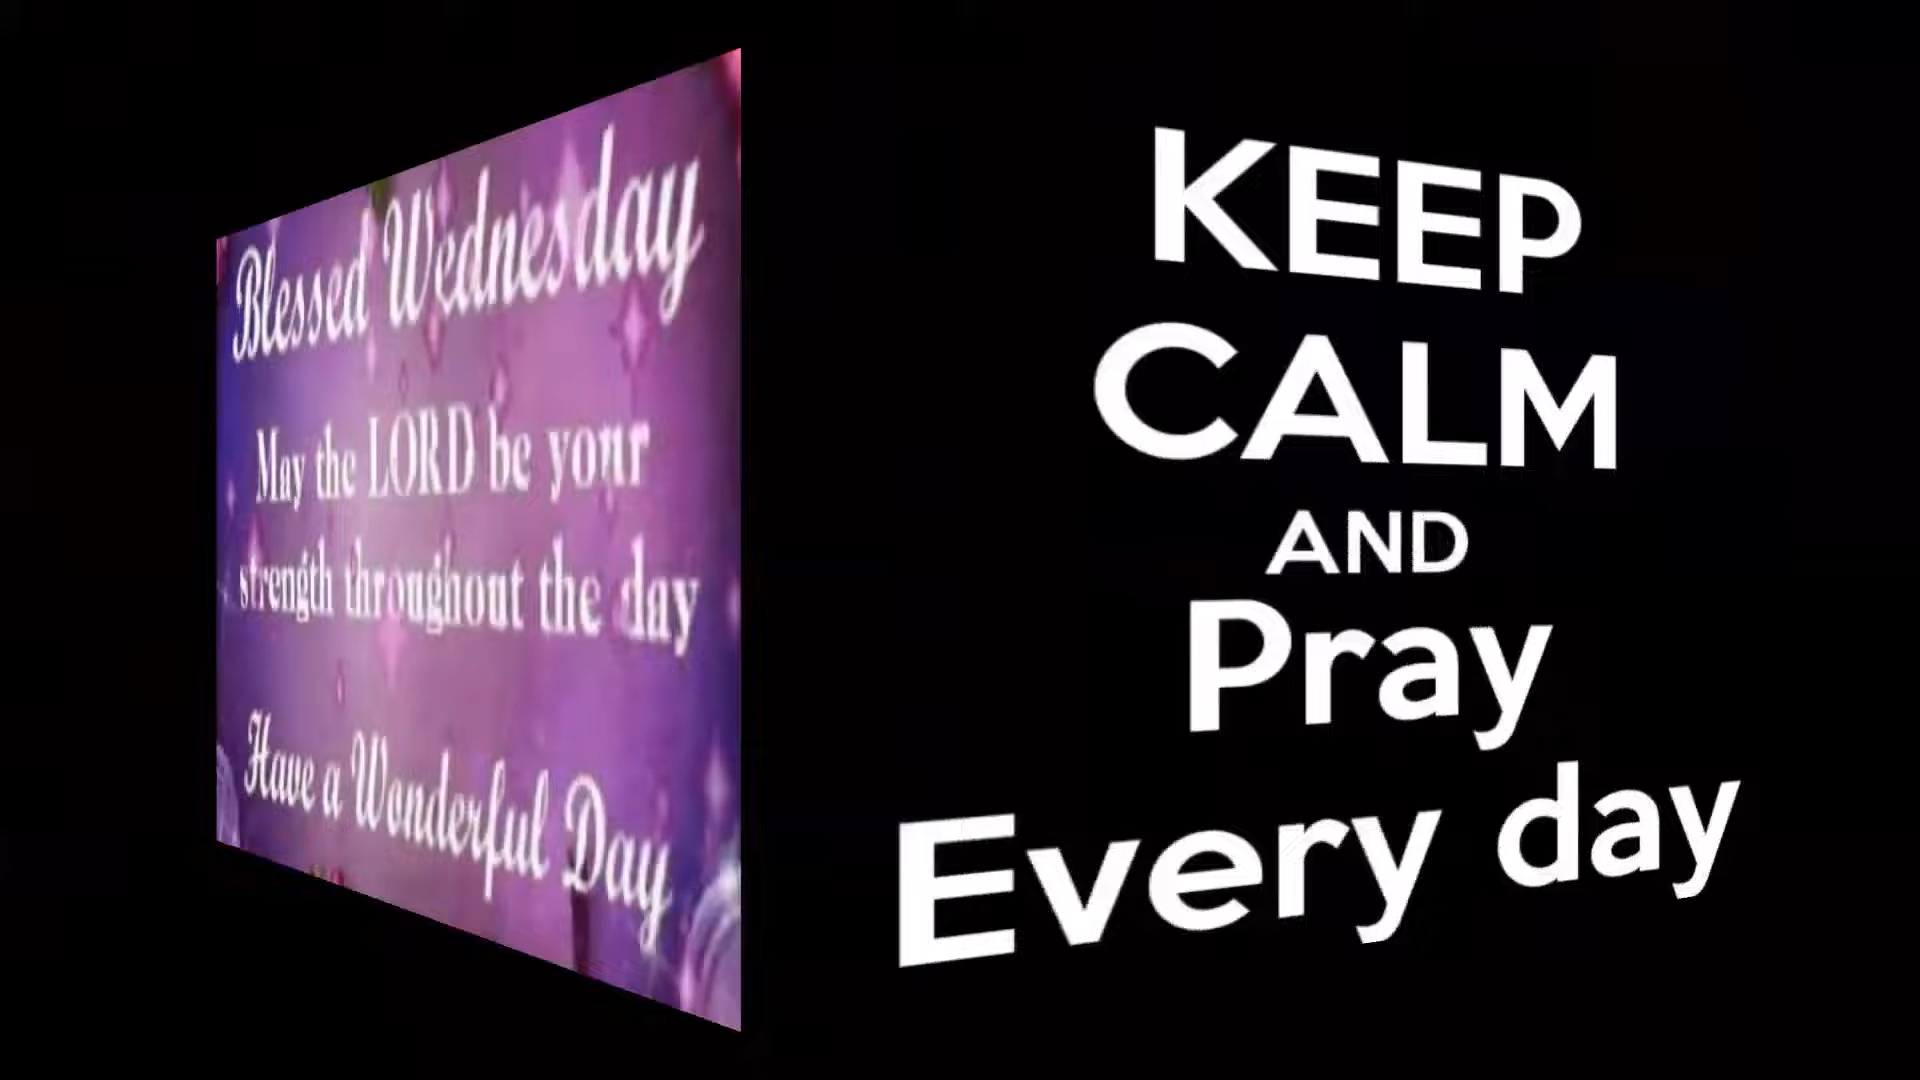 Blessed Wednesday
May the LORD be your
strength throughout the day
Have a Wonderful Day
KEEP
CALM
AND
Pray
Every day